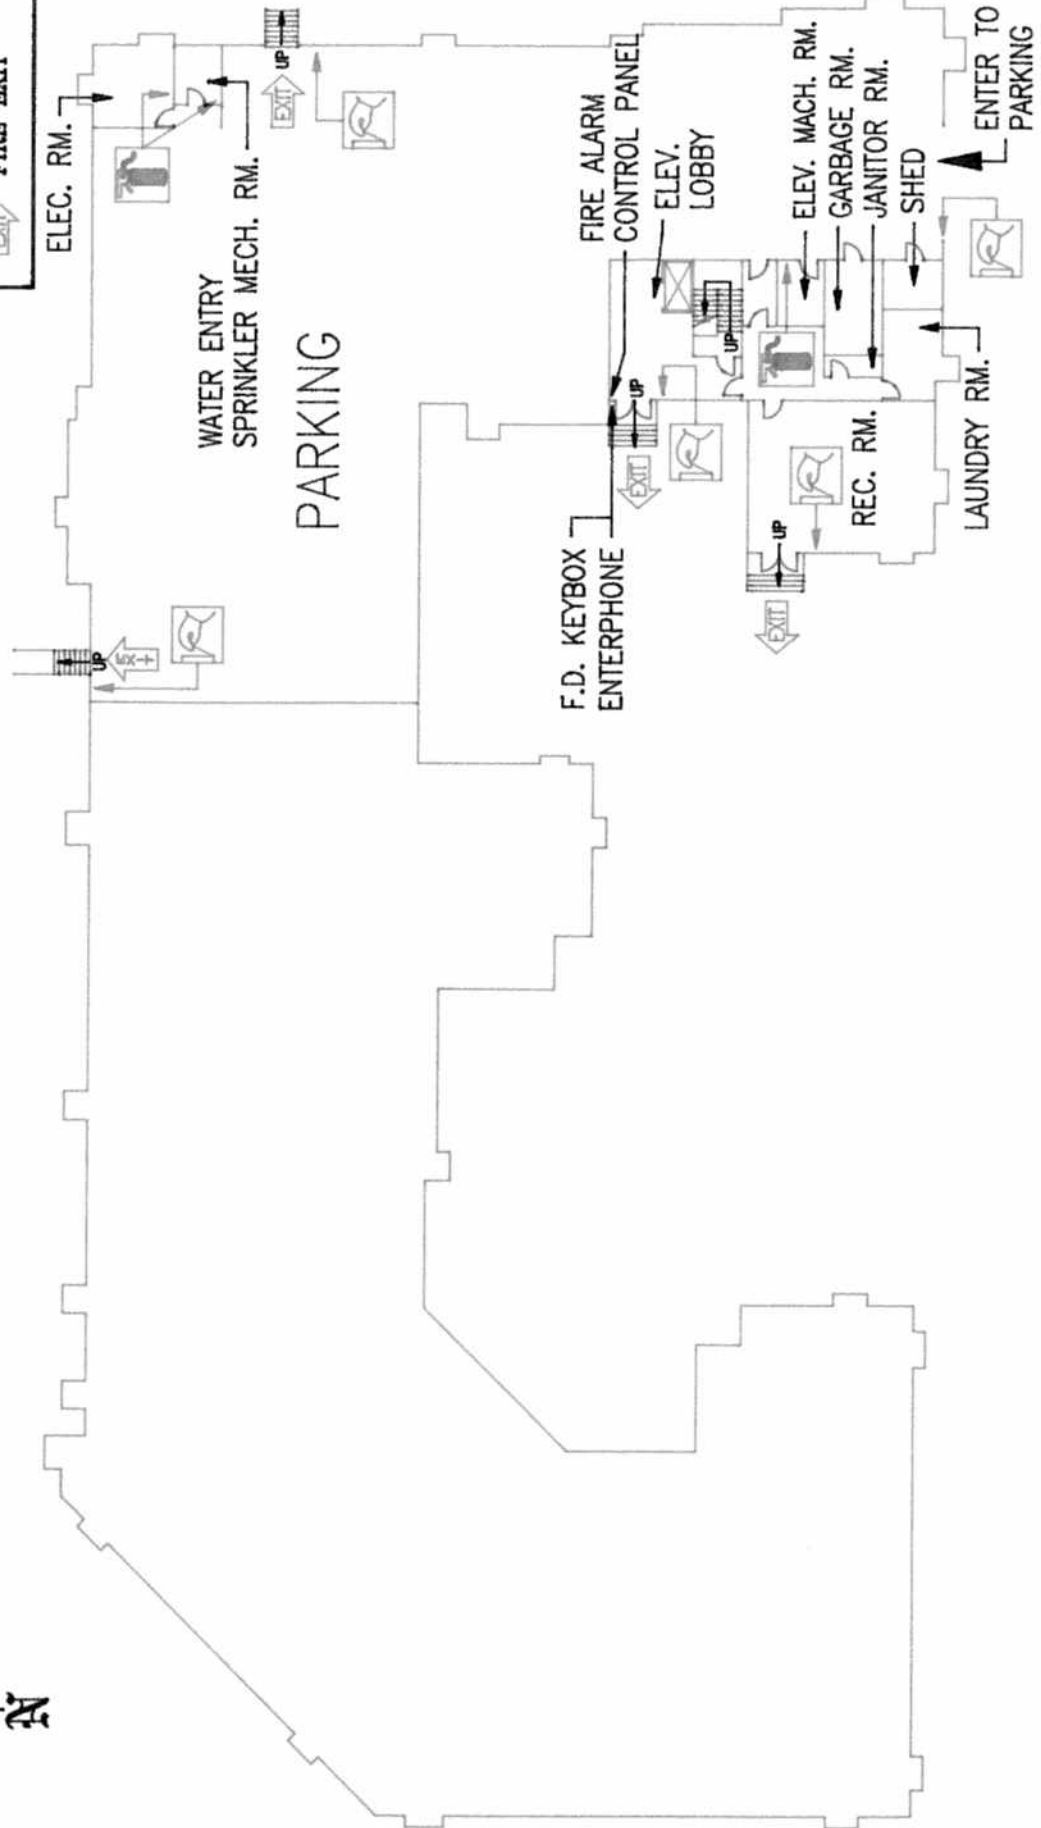 EXIT
FIRE EXIT
ELEC. RM.
WATER ENTRY
SPRINKLER MECH. RM.
UP
EXIT
PARKING
UP
EXIT
FIRE ALARM
CONTROL PANEL
ELEV.
LOBBY
ELEV. MACH. RM.
GARBAGE RM.
JANITOR RM.
SHED
ENTER TO
PARKING
UP
UP
EXIT
F.D. KEYBOX
ENTERPHONE
REC. RM.
LAUNDRY RM.
UP
EXIT
N